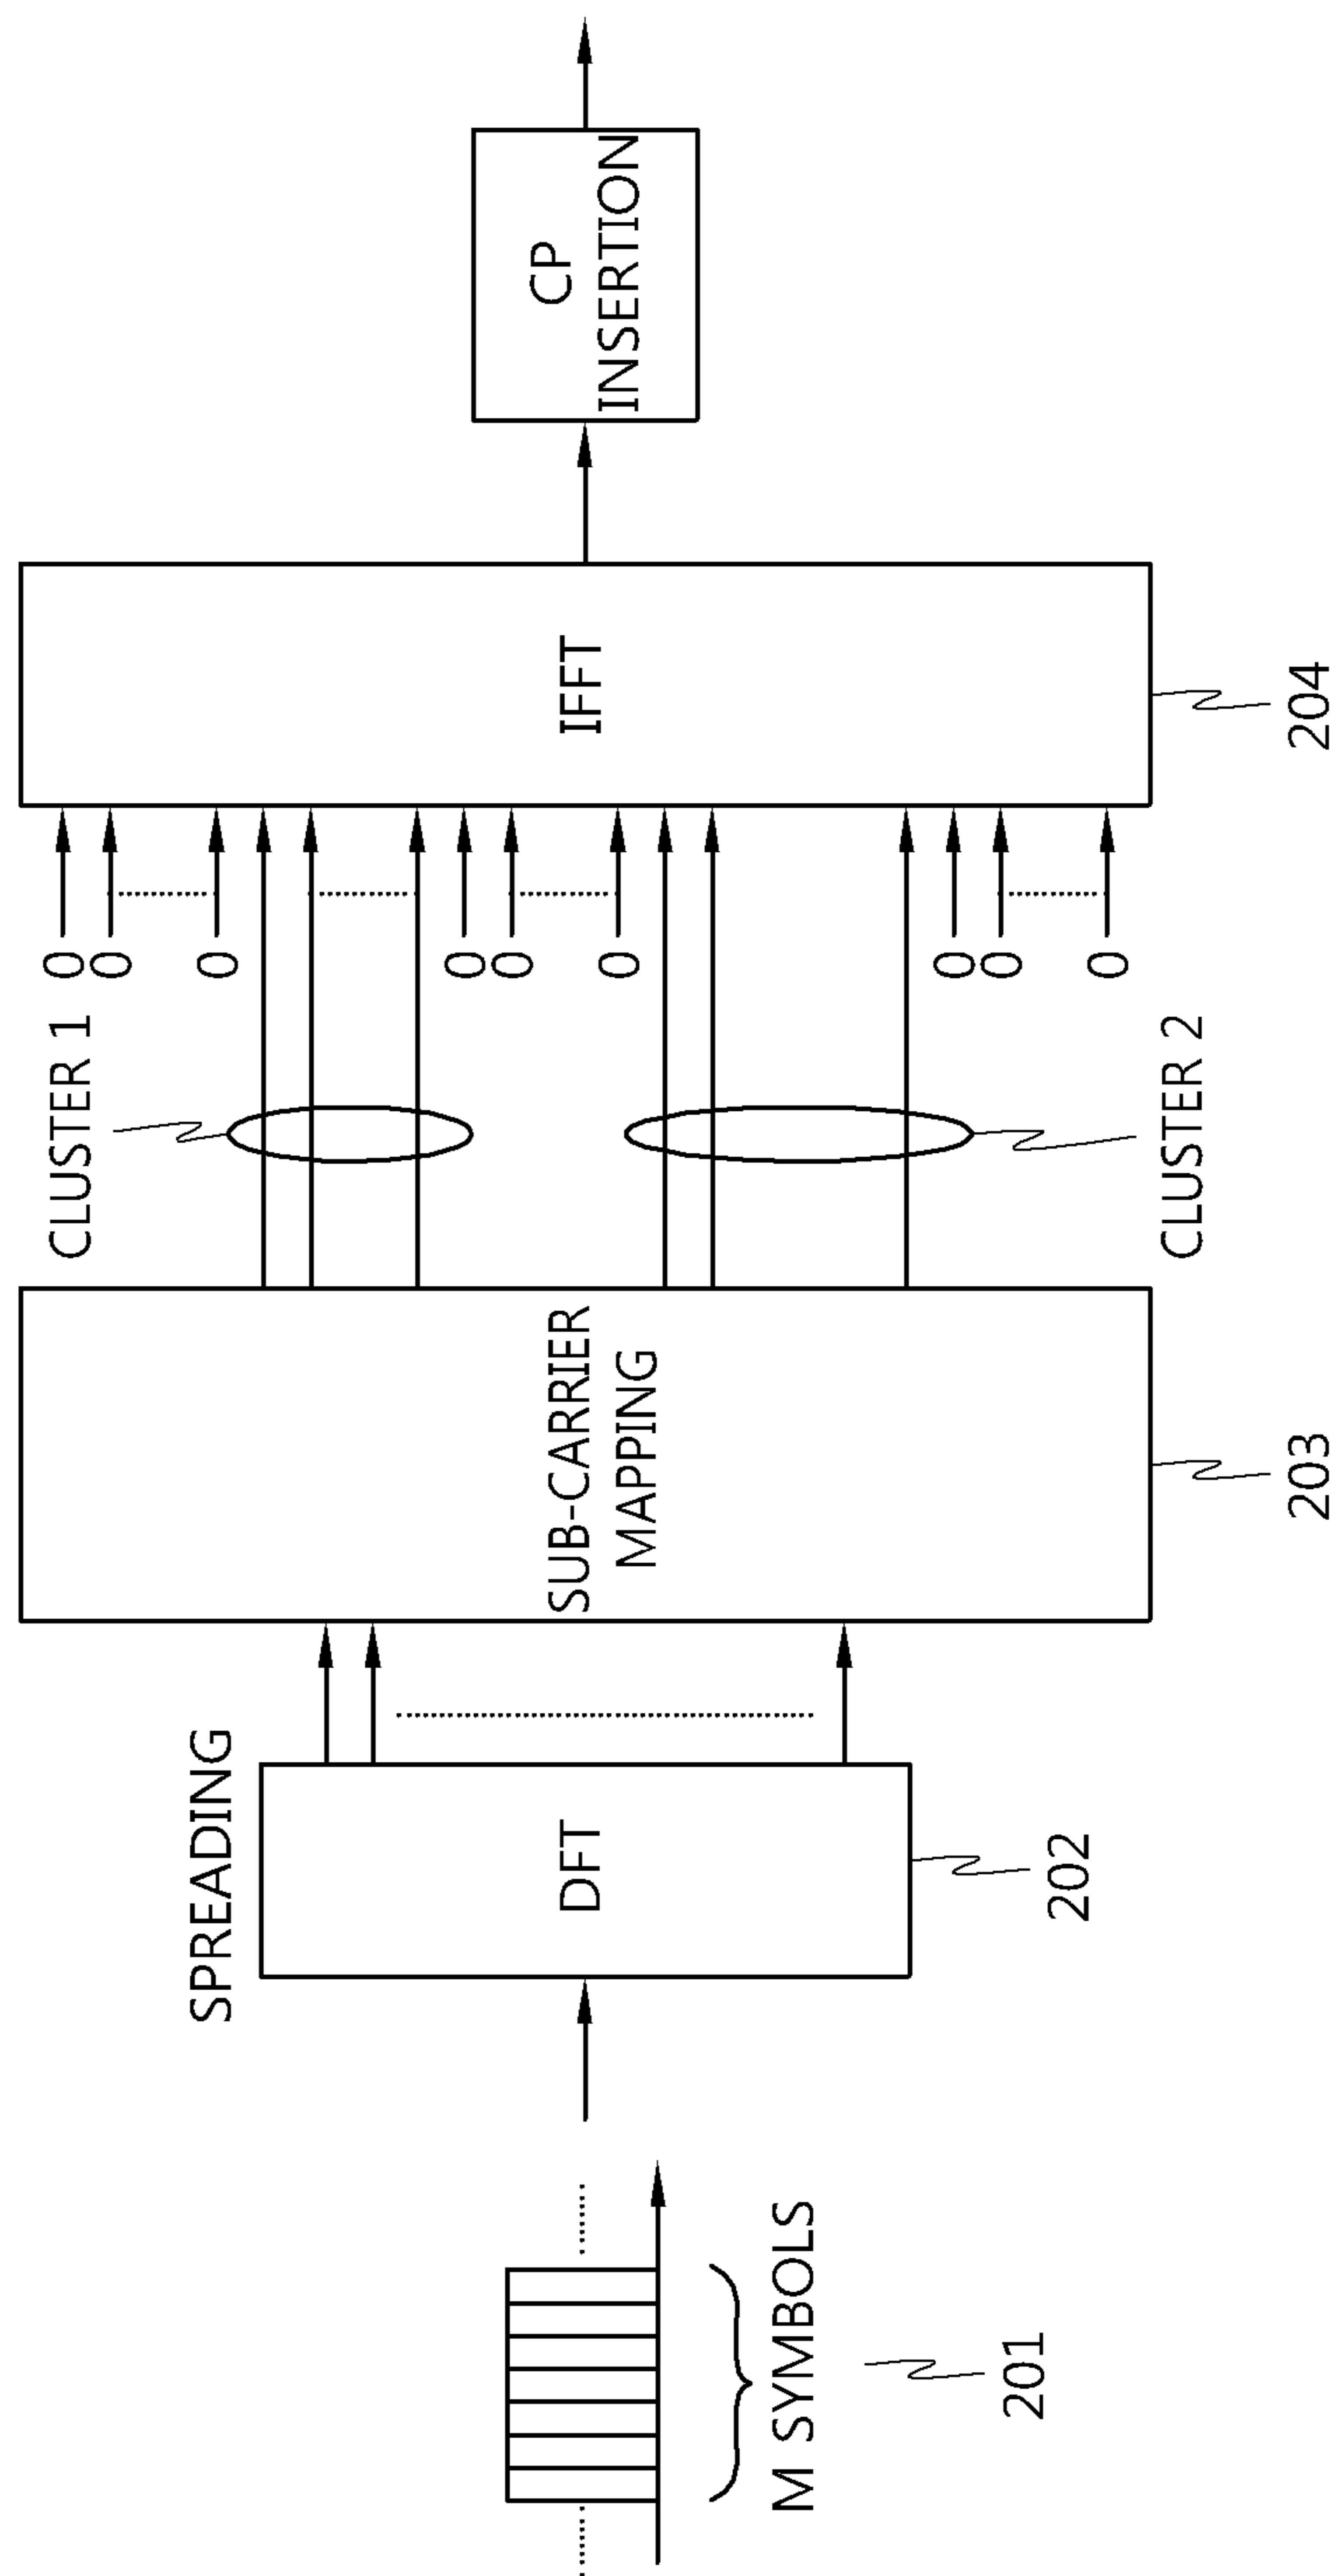 SPREADING
CLUSTER 1
M SYMBOLS
201
DFT
202
SUB-CARRIER
MAPPING
203
CLUSTER 2
0
0
0
0
0
0
0
0
0
IFFT
204
CP
INSERTION